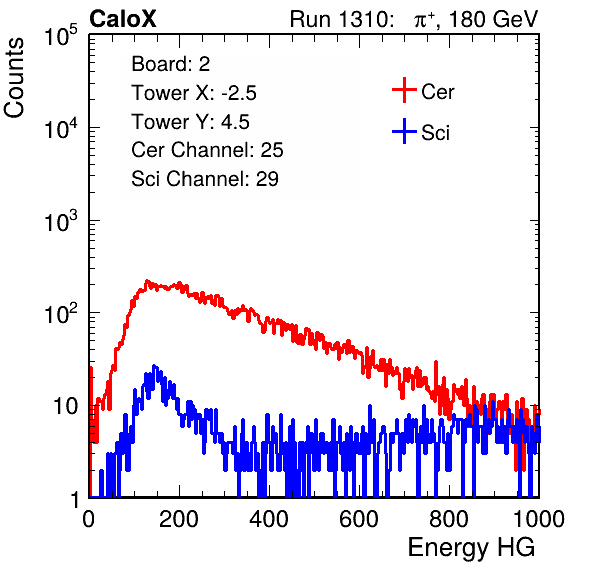 CaloX Run 1310: π⁺, 180 GeV
Board: 2
Tower X: -2.5
Tower Y: 4.5
Cer Channel: 25
Sci Channel: 29
Cer
Sci
Counts
10⁵
10⁴
10³
10²
10
1
0 200 400 600 800 1000
Energy HG